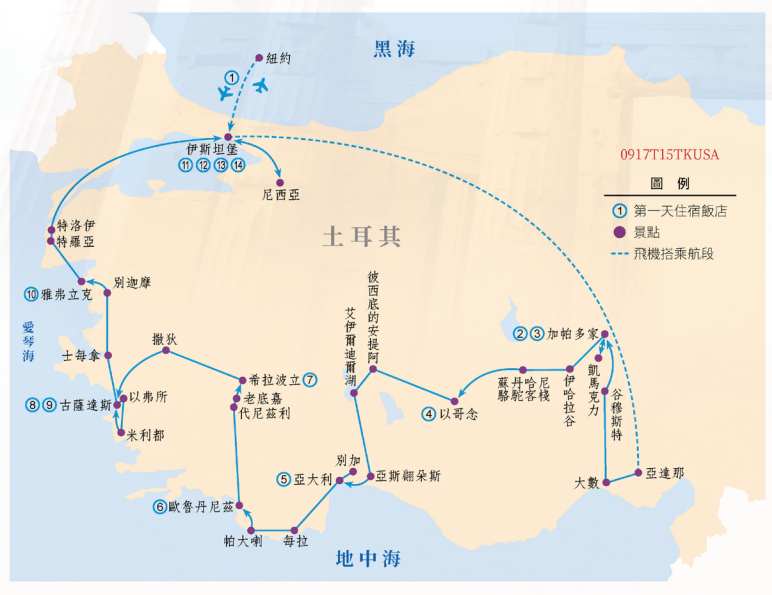 黑海
紐約
①
伊斯坦堡
⑪ ⑫ ⑬ ⑭
尼西亞
0917T15TKUSA
圖 例
① 第一天住宿飯店
景點
飛機搭乘航段
特洛伊
特羅亞
土耳其
⑩ 雅弗立克
別迦摩
愛琴海
士每拿
撒狄
希拉波立 ⑦
老底嘉
代尼茲利
⑧ ⑨ 古薩達斯
以弗所
米利都
艾伊爾迪爾湖
彼西底的安提阿
② ③ 加帕多家
凱馬克力
谷穆斯特
伊哈拉谷
蘇丹哈尼
駱駝客棧
④ 以哥念
別加
⑤ 亞大利
亞斯翩朵斯
大數
亞達那
⑥ 歐魯丹尼茲
帕大喇
每拉
地中海